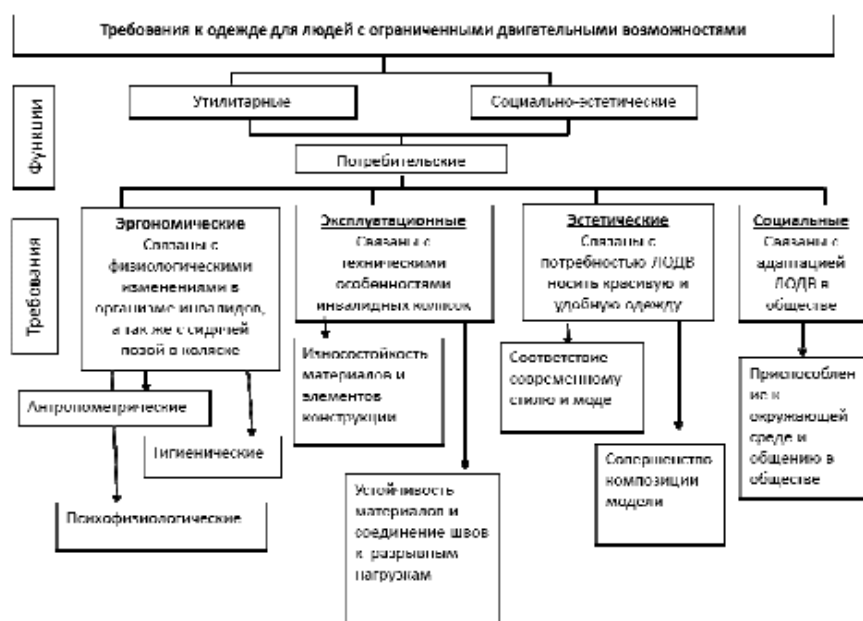 Требования к одежде для людей с ограниченными двигательными возможностями
Функции
Утилитарные
Социально-эстетические
Потребительские
Требования
Эргономические
Связаны с
физиологическими
изменениями в
организме инвалидов,
а так же с сидячей
позой в коляске
Эксплуатационные
Связаны с
техническими
особенностями
инвалидных колясок
Эстетические
Связаны с
потребностью ЛОДВ
носить красивую и
удобную одежду
Социальные
Связаны с
адаптацией
ЛОДВ в
обществе
Антропометрические
Гигиенические
Психофизиологические
Износостойкость
материалов и
элементов
конструкции
Устойчивость
материалов и
соединение швов
к разрывным
нагрузкам
Соответствие
современному
стилю и моде
Совершенство
композиции
модели
Приспособлен
ие к
окружающей
среде и
общению в
обществе